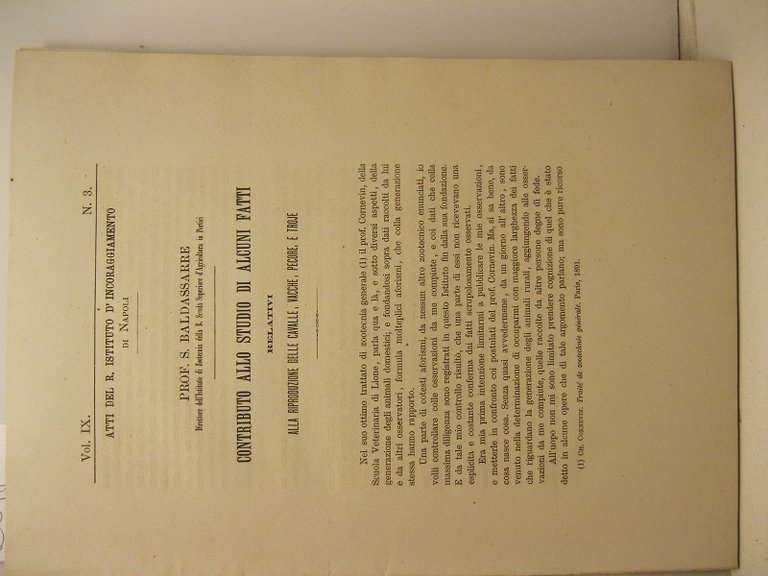 Vol. IX. N. 3.
ATTI DEL R. ISTITUTO D'INCORAGGIAMENTO
DI NAPOLI
PROF. S. BALDASSARRE
Direttore dell'Istituto di Zootecnia della R. Scuola Superiore d'Agricoltura in Portici
CONTRIBUTO ALLO STUDIO DI ALCUNI FATTI
RELATIVI
ALLA RIPRODUZIONE DELLE CAVALLE, VACCHE, PECORE, E TROJE
Nel suo ottimo trattato di zootecnia generale (1) il prof. Cornevin, della
Scuola Veterinaria di Lione, parla qua e là, e sotto diversi aspetti, della
generazione degli animali domestici, e fondandosi sopra dati raccolti da lui
e da altri osservatori, formula molteplici aforismi, che colla generazione
stessa hanno rapporto.
Una parte di cotesti aforismi, da nessun altro zootecnico enunciati, io
volli controllare colle osservazioni da me compiute, e coi dati che colla
massima diligenza sono registrati in questo Istituto fin dalla sua fondazione.
E da tale mio controllo risultò, che una parte di essi non ricevevano una
esplicita e costante conferma dai fatti scrupolosamente osservati.
Era mia prima intenzione limitarmi a pubblicare le mie osservazioni,
e metterle in confronto coi postulati del prof. Cornevin. Ma, si sa bene, da
cosa nasce cosa. Senza quasi avvedermene, da un giorno all'altro, sono
venuto nella determinazione di occuparmi con maggiore larghezza dei fatti
che riguardano la generazione degli animali rurali, aggiungendo alle osser-
vazioni da me compiute, quelle raccolte da altre persone degne di fede.
All'uopo non mi sono limitato prendere cognizione di quel che è stato
detto in alcune opere che di tale argomento parlano; ma sono pure ricorso
(1) CH. CORNEVIN. Traité de zootechnie générale. Paris, 1891.